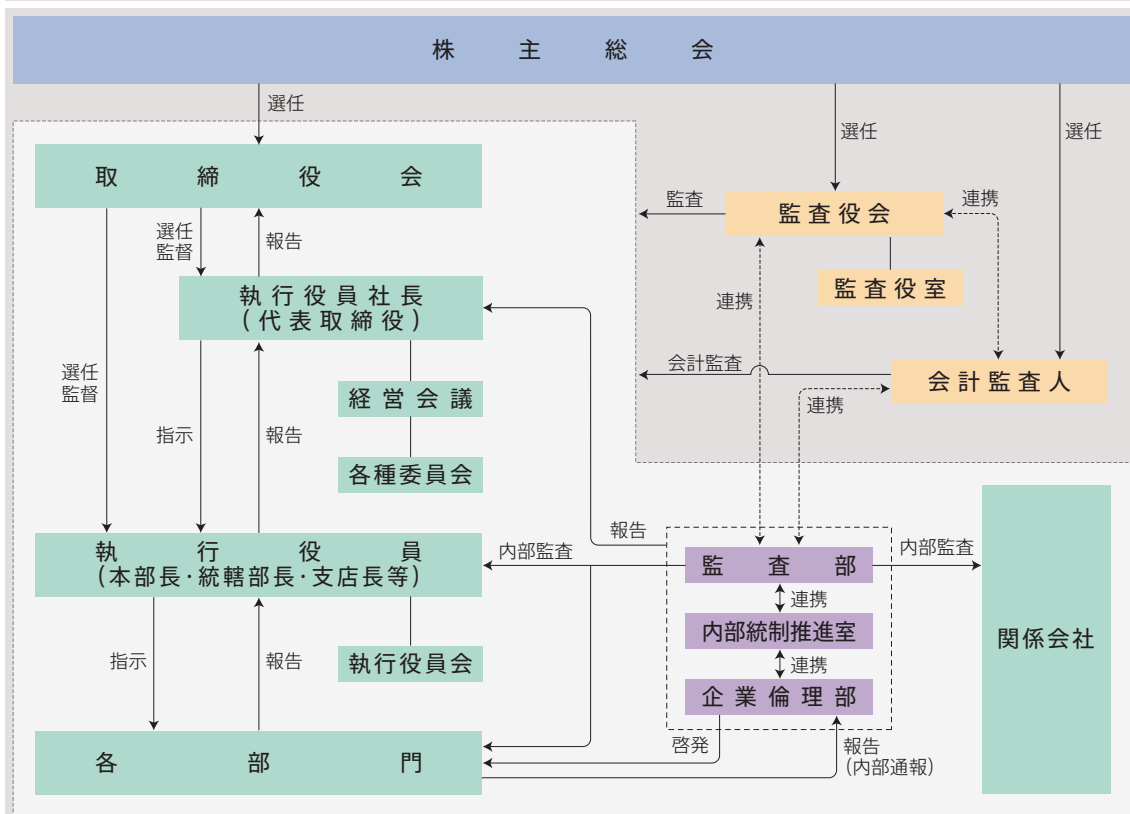 株主総会
選任
選任
選任
取締役会
監査
監査役会
連携
選任
監督
報告
監査役室
執行役員社長
(代表取締役)
連携
会計監査
会計監査人
選任
監督
経営会議
連携
指示
報告
各種委員会
報告
執行役員
(本部長・統轄部長・支店長等)
内部監査
監査部
内部監査
連携
関係会社
内部統制推進室
指示
報告
執行役員会
連携
企業倫理部
各部門
啓発
報告
(内部通報)